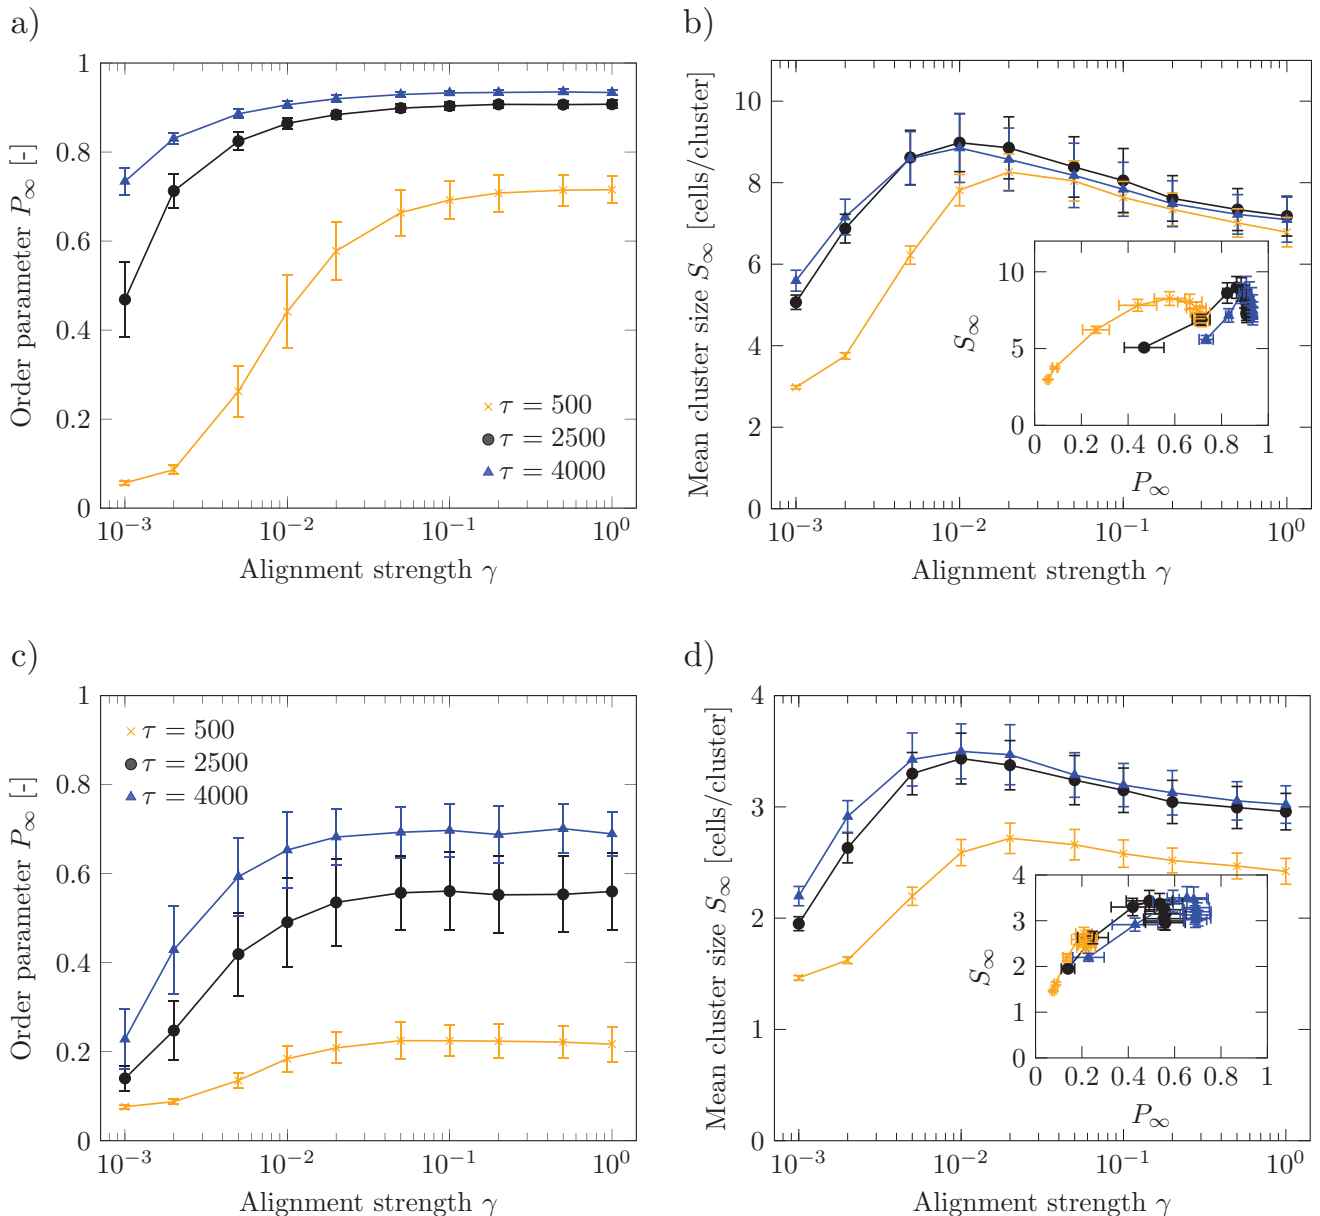 a)
1
0.8
0.6
0.4
0.2
0
Order parameter P∞ [-]
τ = 500
τ = 2500
τ = 4000
10⁻³ 10⁻² 10⁻¹ 10⁰
Alignment strength γ
b)
10
8
6
4
2
0
Mean cluster size S∞ [cells/cluster]
10
5
0
S∞
0 0.2 0.4 0.6 0.8 1
P∞
10⁻³ 10⁻² 10⁻¹ 10⁰
Alignment strength γ
c)
1
0.8
0.6
0.4
0.2
0
Order parameter P∞ [-]
τ = 500
τ = 2500
τ = 4000
10⁻³ 10⁻² 10⁻¹ 10⁰
Alignment strength γ
d)
4
3
2
1
0
Mean cluster size S∞ [cells/cluster]
4
3
2
1
0
S∞
0 0.2 0.4 0.6 0.8 1
P∞
10⁻³ 10⁻² 10⁻¹ 10⁰
Alignment strength γ